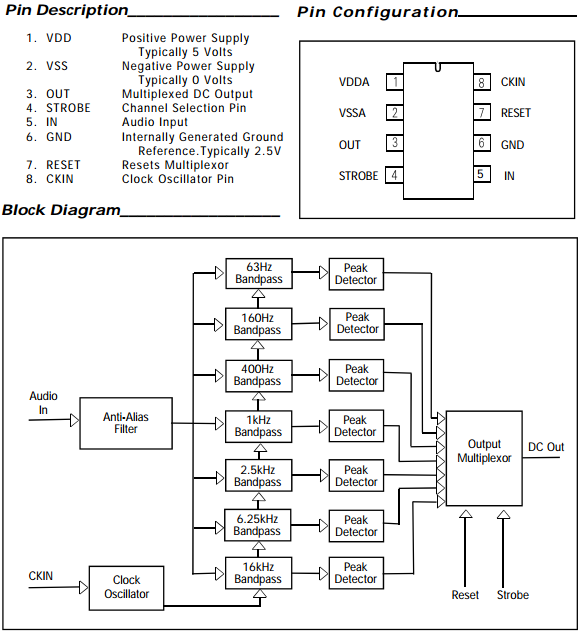 Pin Description
1. VDD Positive Power Supply
Typically 5 Volts
2. VSS Negative Power Supply
Typically 0 Volts
3. OUT Multiplexed DC Output
4. STROBE Channel Selection Pin
5. IN Audio Input
6. GND Internally Generated Ground
Reference.Typically 2.5V
7. RESET Resets Multiplexor
8. CKIN Clock Oscillator Pin
Pin Configuration
VDDA 1 8 CKIN
VSSA 2 7 RESET
OUT 3 6 GND
STROBE 4 5 IN
Block Diagram
63Hz
Bandpass
Peak
Detector
160Hz
Bandpass
Peak
Detector
400Hz
Bandpass
Peak
Detector
Audio
In
Anti-Alias
Filter
1kHz
Bandpass
Peak
Detector
Output
Multiplexor
DC Out
2.5kHz
Bandpass
Peak
Detector
6.25kHz
Bandpass
Peak
Detector
16kHz
Bandpass
Peak
Detector
CKIN
Clock
Oscillator
Reset
Strobe